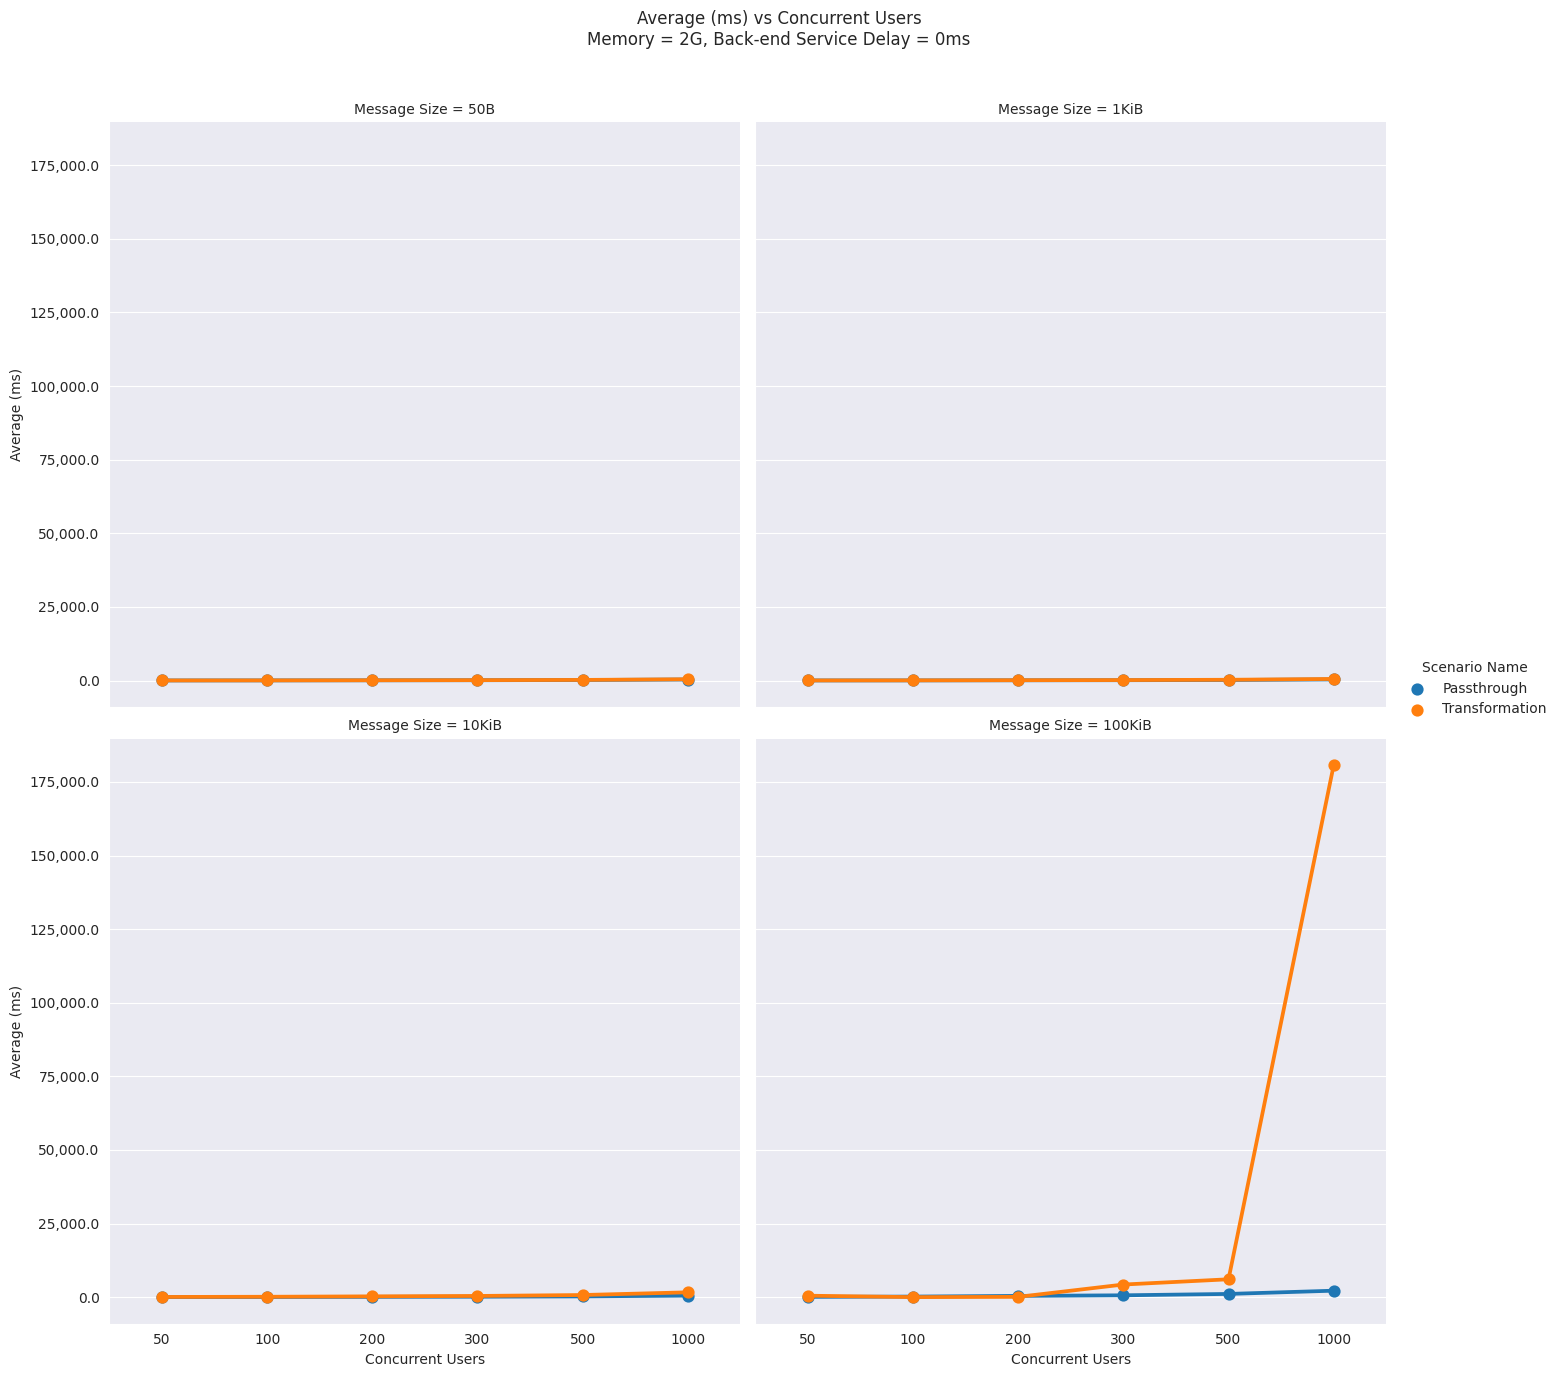 Average (ms) vs Concurrent Users
Memory = 2G, Back-end Service Delay = 0ms
Message Size = 50B
Message Size = 1KiB
175,000.0
150,000.0
125,000.0
100,000.0
75,000.0
50,000.0
25,000.0
0.0
Average (ms)
Scenario Name
Passthrough
Transformation
Message Size = 10KiB
Message Size = 100KiB
175,000.0
150,000.0
125,000.0
100,000.0
75,000.0
50,000.0
25,000.0
0.0
Average (ms)
50 100 200 300 500 1000
Concurrent Users
50 100 200 300 500 1000
Concurrent Users